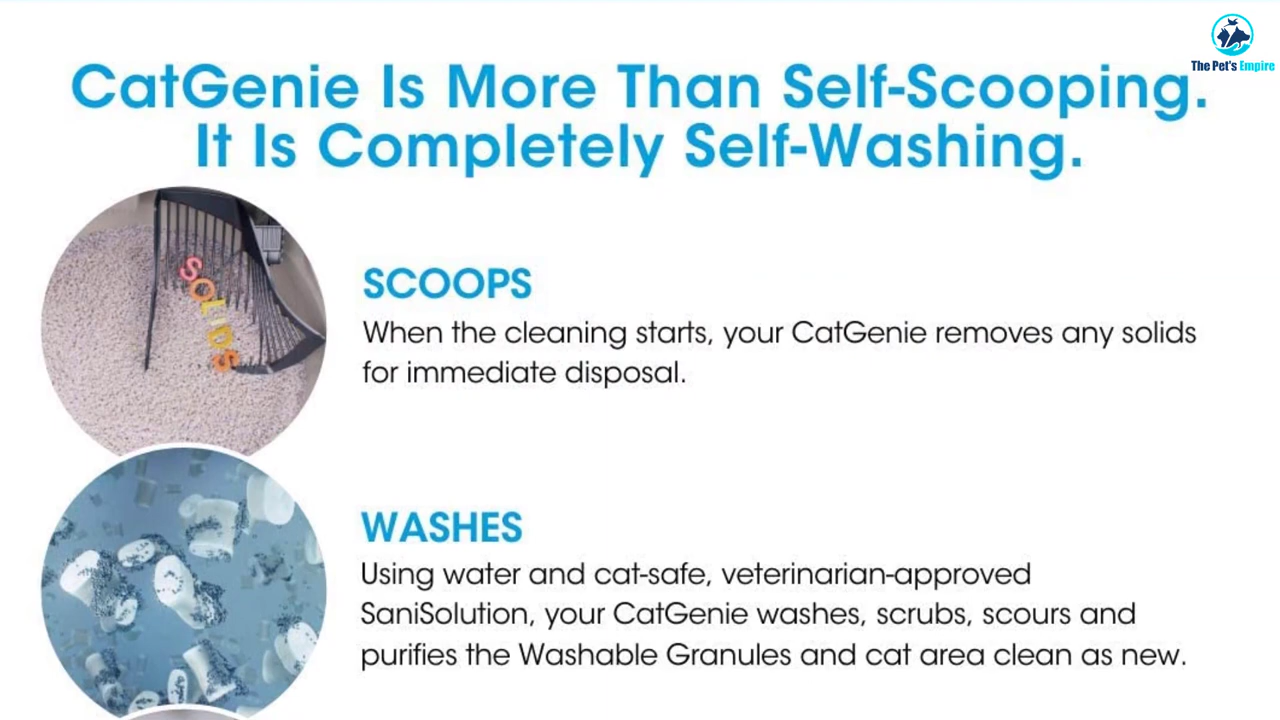 The Pet's Empire
CatGenie Is More Than Self-Scooping.
It Is Completely Self-Washing.
SOLIDS
SCOOPS
When the cleaning starts, your CatGenie removes any solids
for immediate disposal.
WASHES
Using water and cat-safe, veterinarian-approved
SaniSolution, your CatGenie washes, scrubs, scours and
purifies the Washable Granules and cat area clean as new.